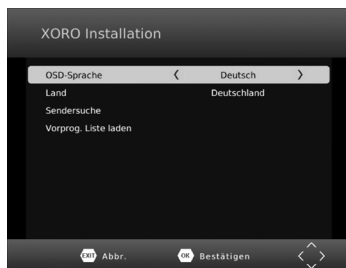 XORO Installation
OSD-Sprache < Deutsch >
Land Deutschland
Sendersuche
Vorprog. Liste laden
EXIT Abbr. OK Bestätigen